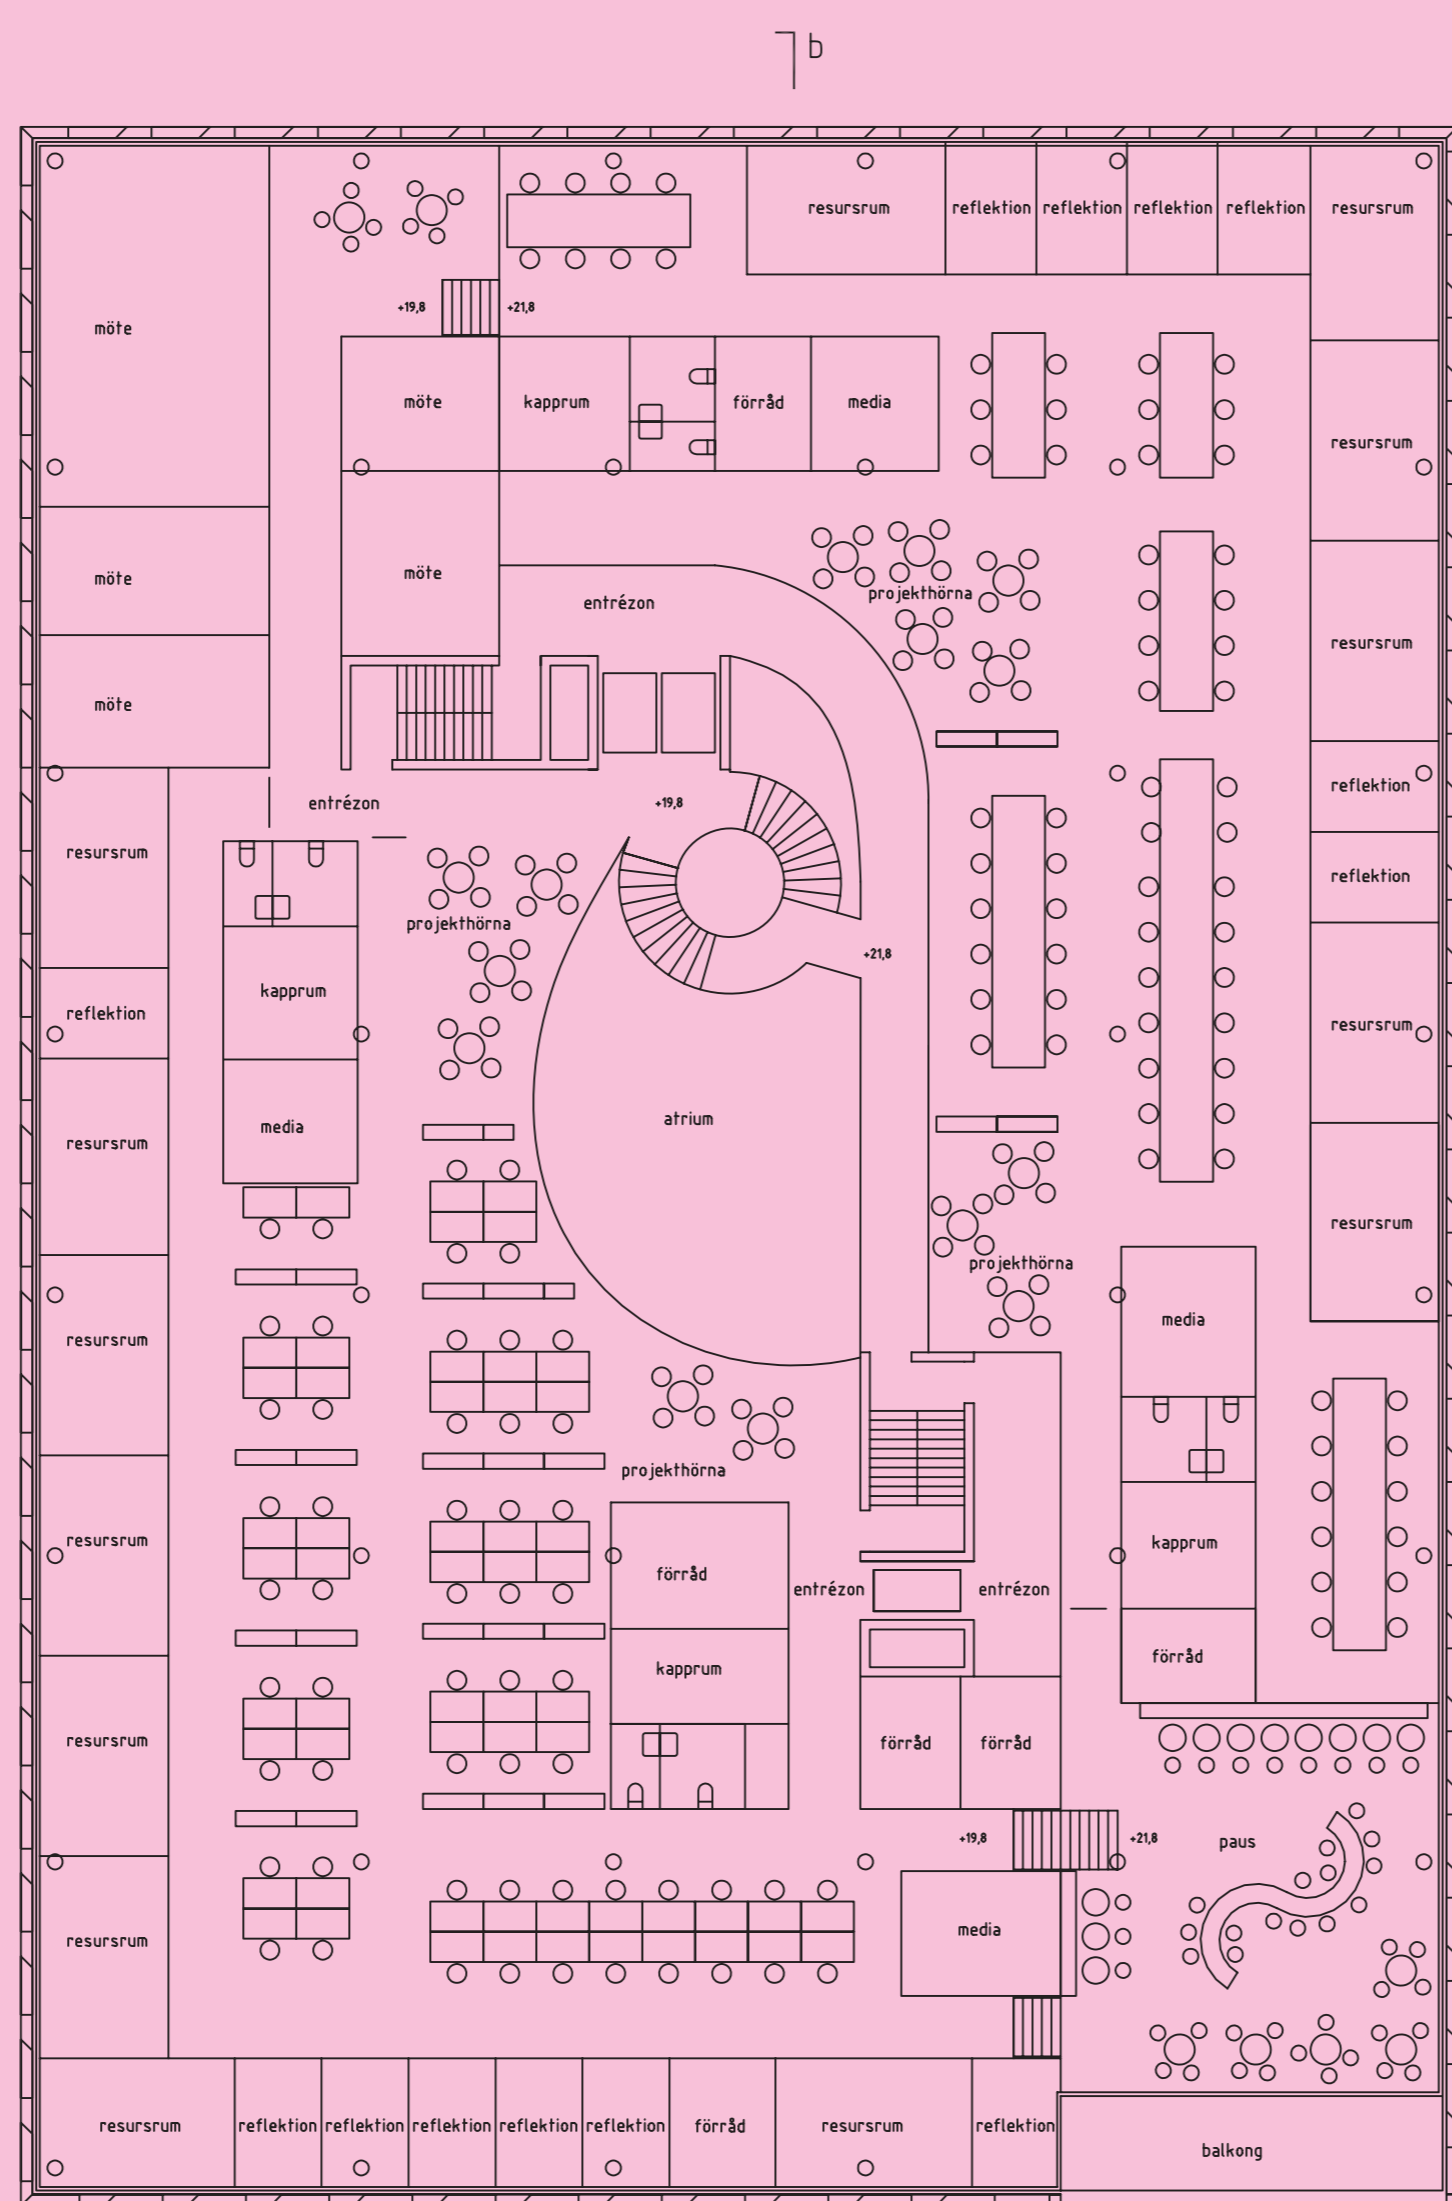 b
resursrum
reflektion
reflektion
reflektion
reflektion
resursrum
+19,8
+21,8
möte
möte
kapprum
förråd
media
resursrum
möte
möte
projekthörna
entrézon
resursrum
möte
reflektion
entrézon
+19,8
resursrum
reflektion
projekthörna
+21,8
kapprum
reflektion
resursrum
media
atrium
resursrum
resursrum
projekthörna
media
resursrum
projekthörna
resursrum
förråd
entrézon
entrézon
kapprum
kapprum
förråd
resursrum
förråd
förråd
+19,8
+21,8
paus
resursrum
media
resursrum
reflektion
reflektion
reflektion
reflektion
reflektion
förråd
resursrum
reflektion
balkong